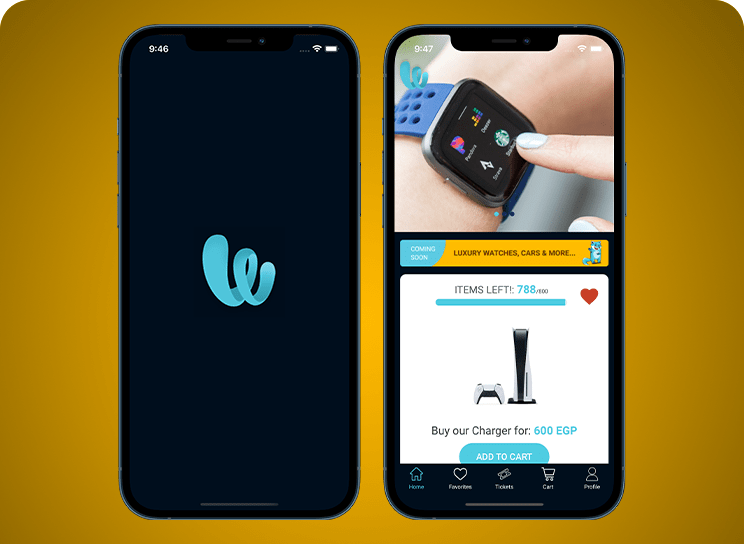 9:46
9:47
Pandora
Deezer
Strava
COMING
SOON
LUXURY WATCHES, CARS & MORE...
ITEMS LEFT!: 788/800
Buy our Charger for: 600 EGP
ADD TO CART
Home
Favorites
Tickets
Cart
Profile